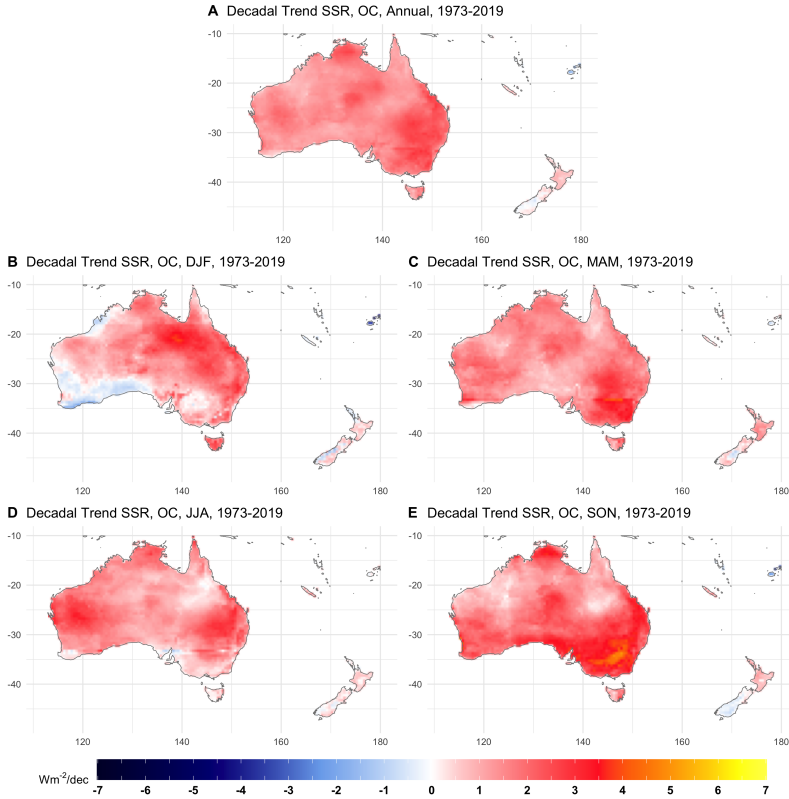 A Decadal Trend SSR, OC, Annual, 1973-2019
-10
-20
-30
-40
120 140 160 180
B Decadal Trend SSR, OC, DJF, 1973-2019
C Decadal Trend SSR, OC, MAM, 1973-2019
-10 -10
-20 -20
-30 -30
-40 -40
120 140 160 180 120 140 160 180
D Decadal Trend SSR, OC, JJA, 1973-2019
E Decadal Trend SSR, OC, SON, 1973-2019
-10 -10
-20 -20
-30 -30
-40 -40
120 140 160 180 120 140 160 180
Wm⁻²/dec
-7 -6 -5 -4 -3 -2 -1 0 1 2 3 4 5 6 7